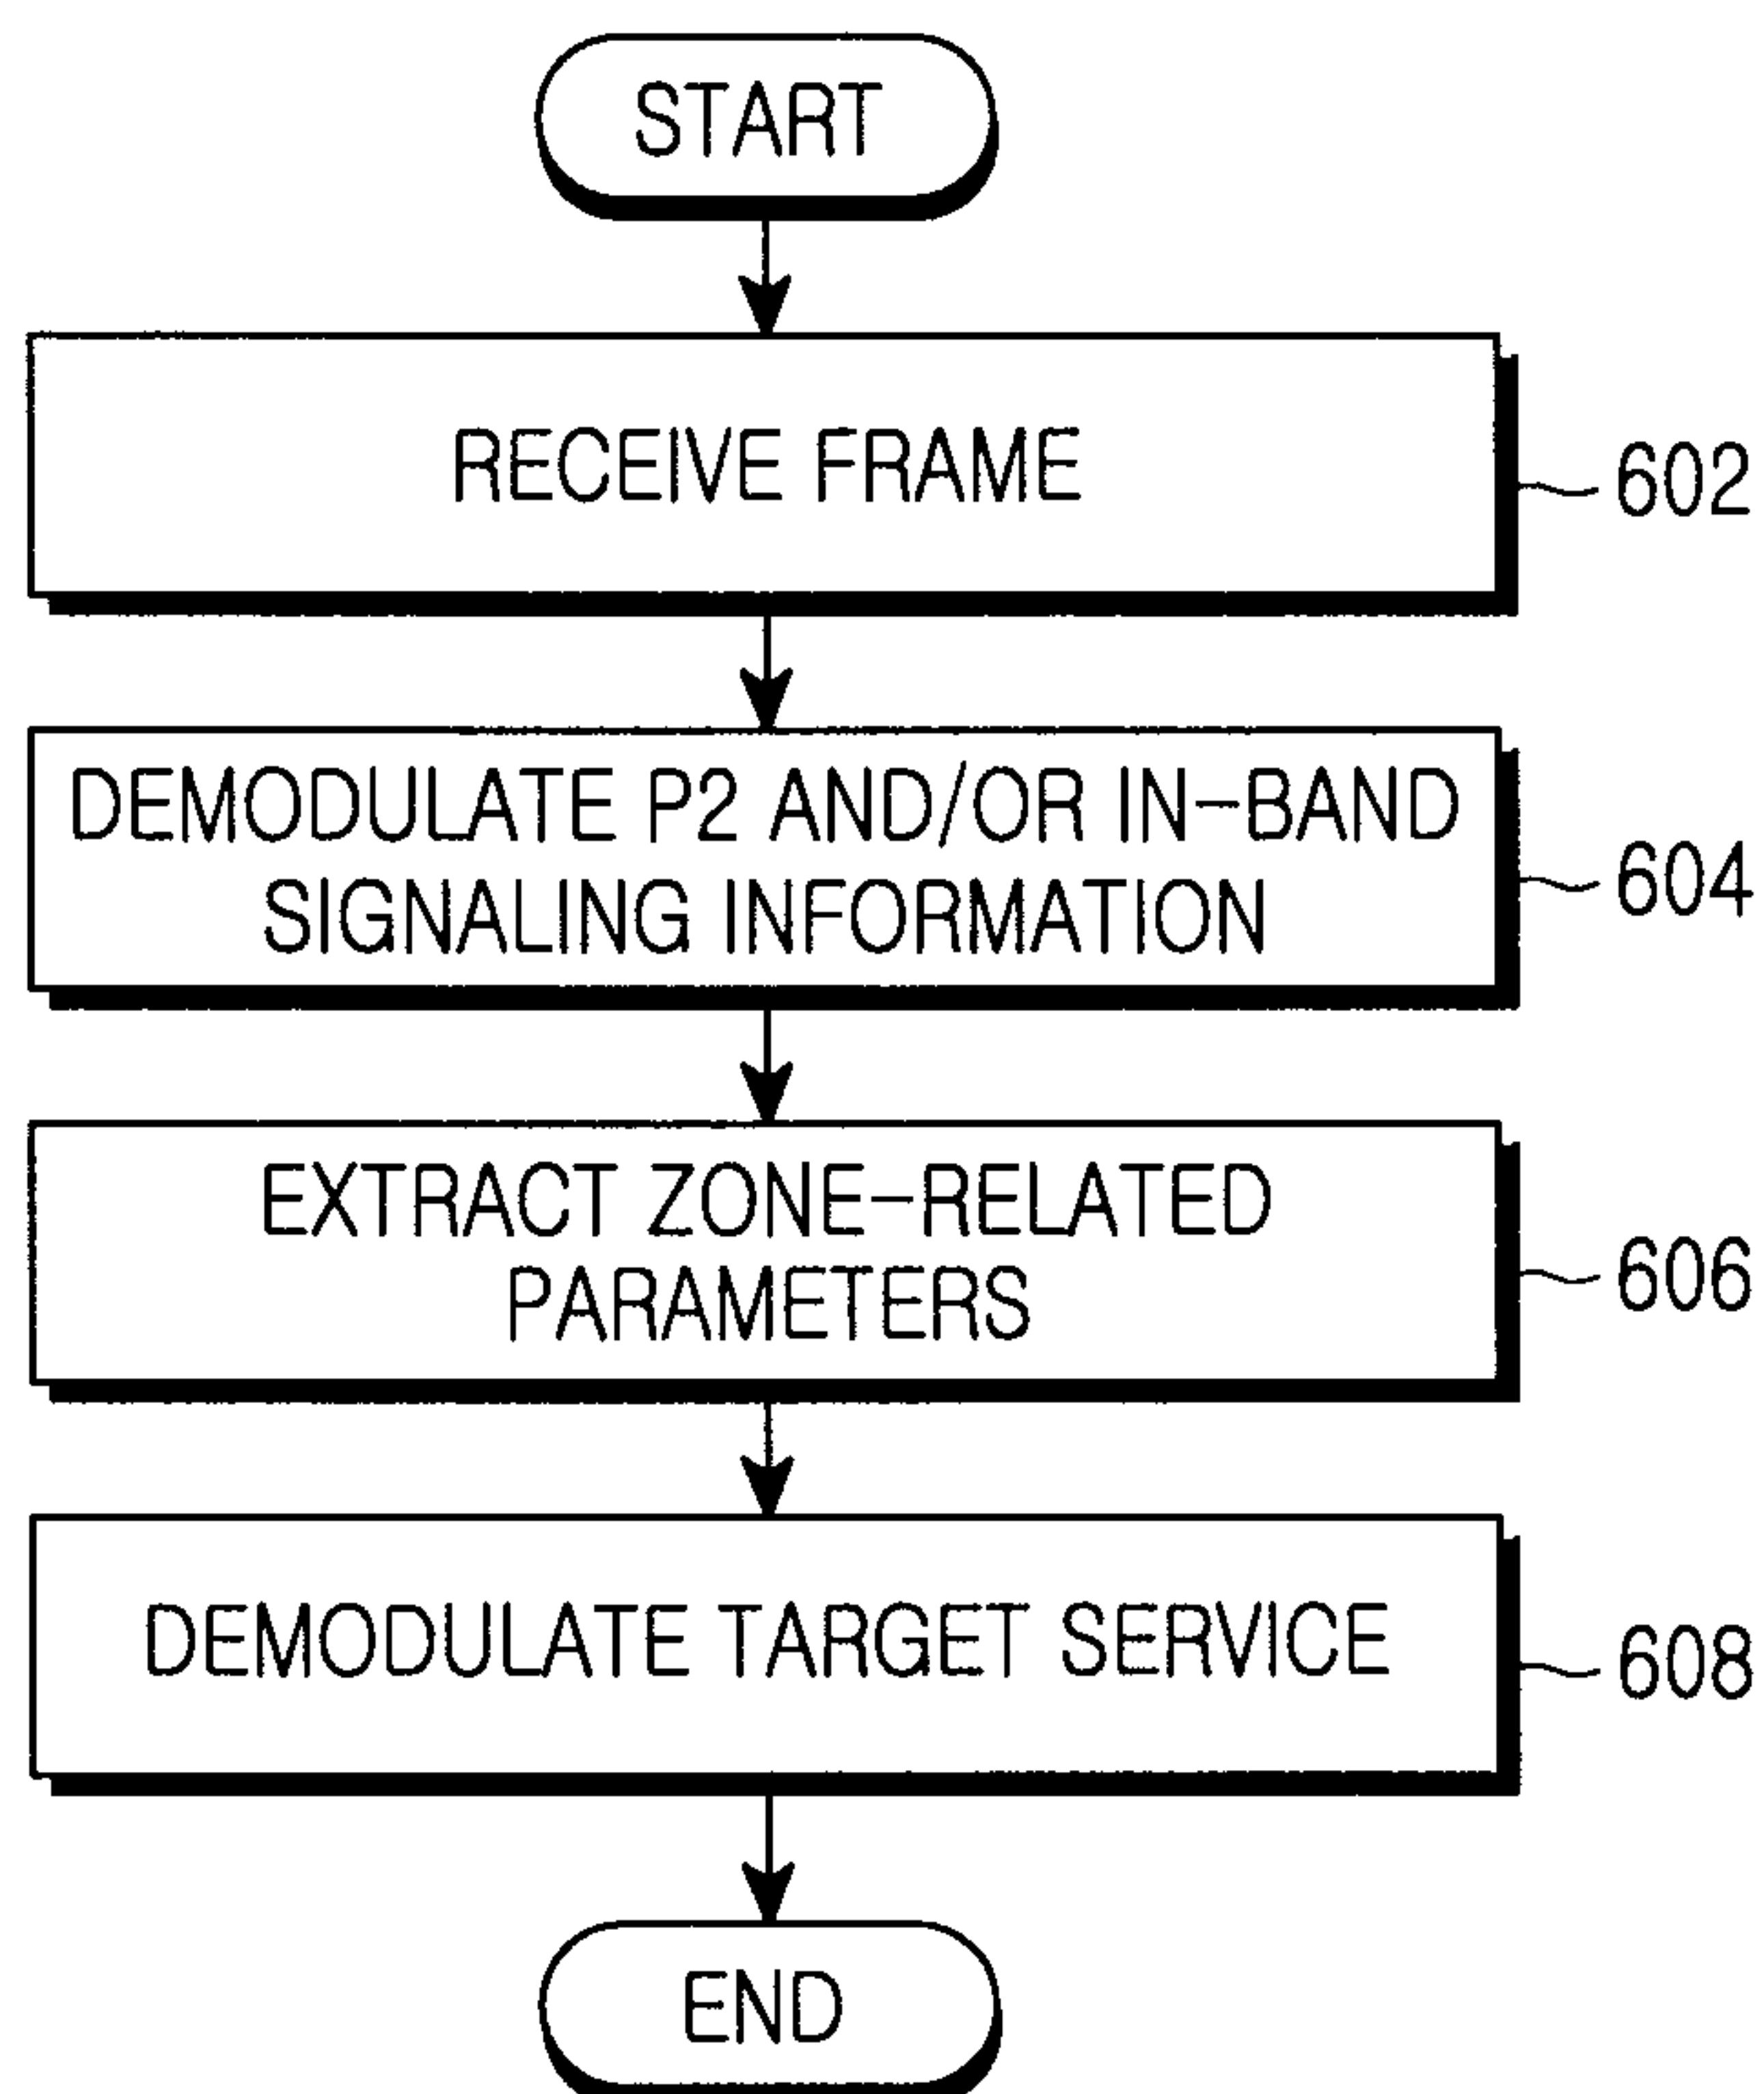 START
RECEIVE FRAME
602
DEMODULATE P2 AND/OR IN-BAND
SIGNALING INFORMATION
604
EXTRACT ZONE-RELATED
PARAMETERS
606
DEMODULATE TARGET SERVICE
608
END